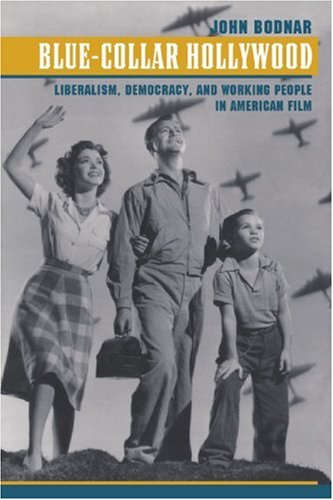 JOHN BODNAR
BLUE-COLLAR HOLLYWOOD
LIBERALISM, DEMOCRACY, AND WORKING PEOPLE
IN AMERICAN FILM